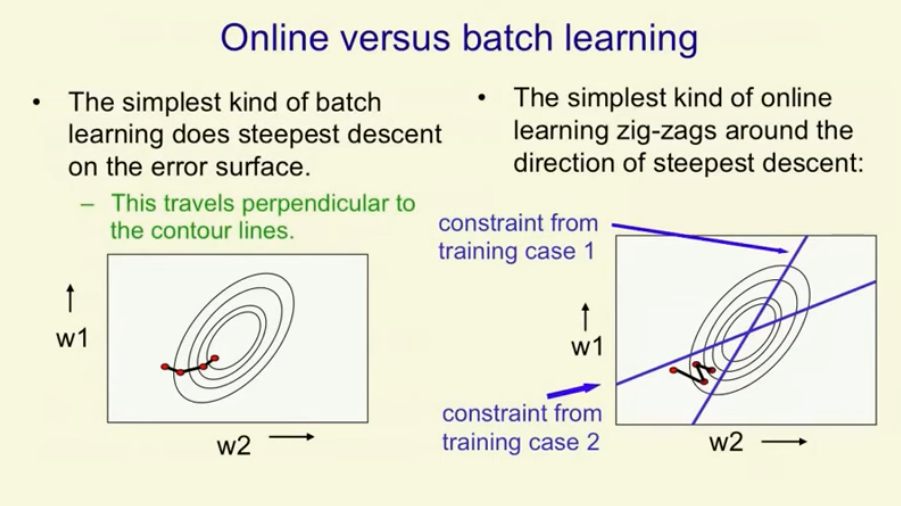 Online versus batch learning
• The simplest kind of batch
learning does steepest descent
on the error surface.
– This travels perpendicular to
the contour lines.
w1
w2
• The simplest kind of online
learning zig-zags around the
direction of steepest descent:
constraint from
training case 1
w1
constraint from
training case 2
w2